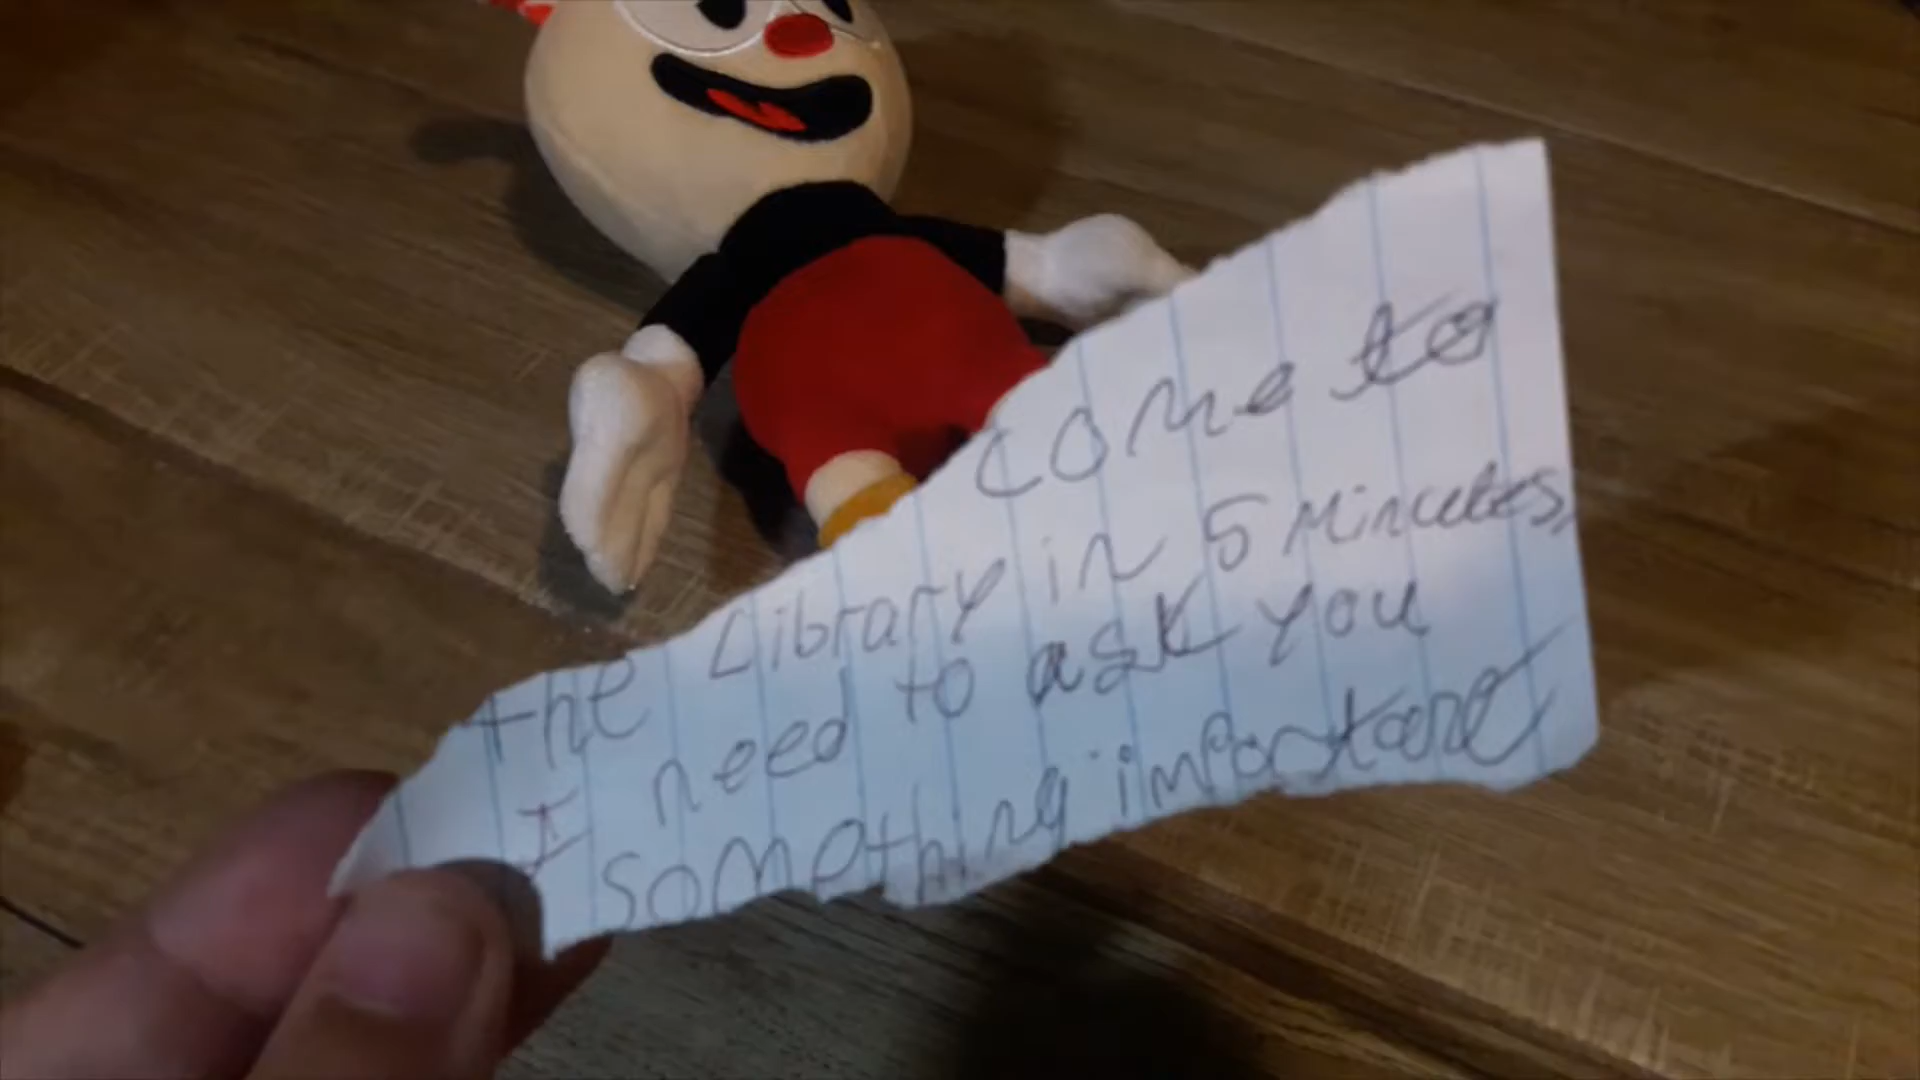 come to
the Library in 5 Minutes,
I need to ask you
something important